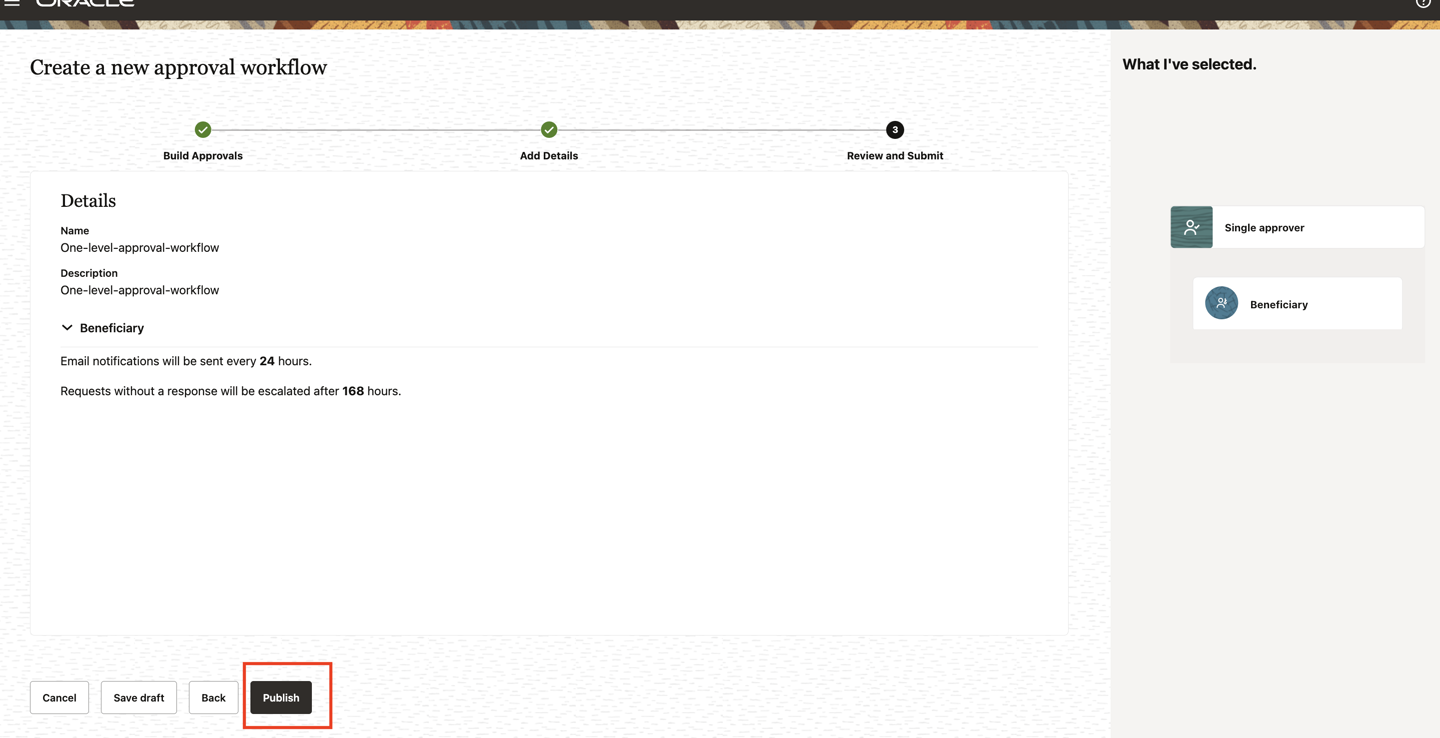 ORACLE
Create a new approval workflow
What I've selected.
3
Build Approvals
Add Details
Review and Submit
Details
Name
One-level-approval-workflow
Description
One-level-approval-workflow
Beneficiary
Email notifications will be sent every 24 hours.
Requests without a response will be escalated after 168 hours.
Single approver
Beneficiary
Cancel
Save draft
Back
Publish